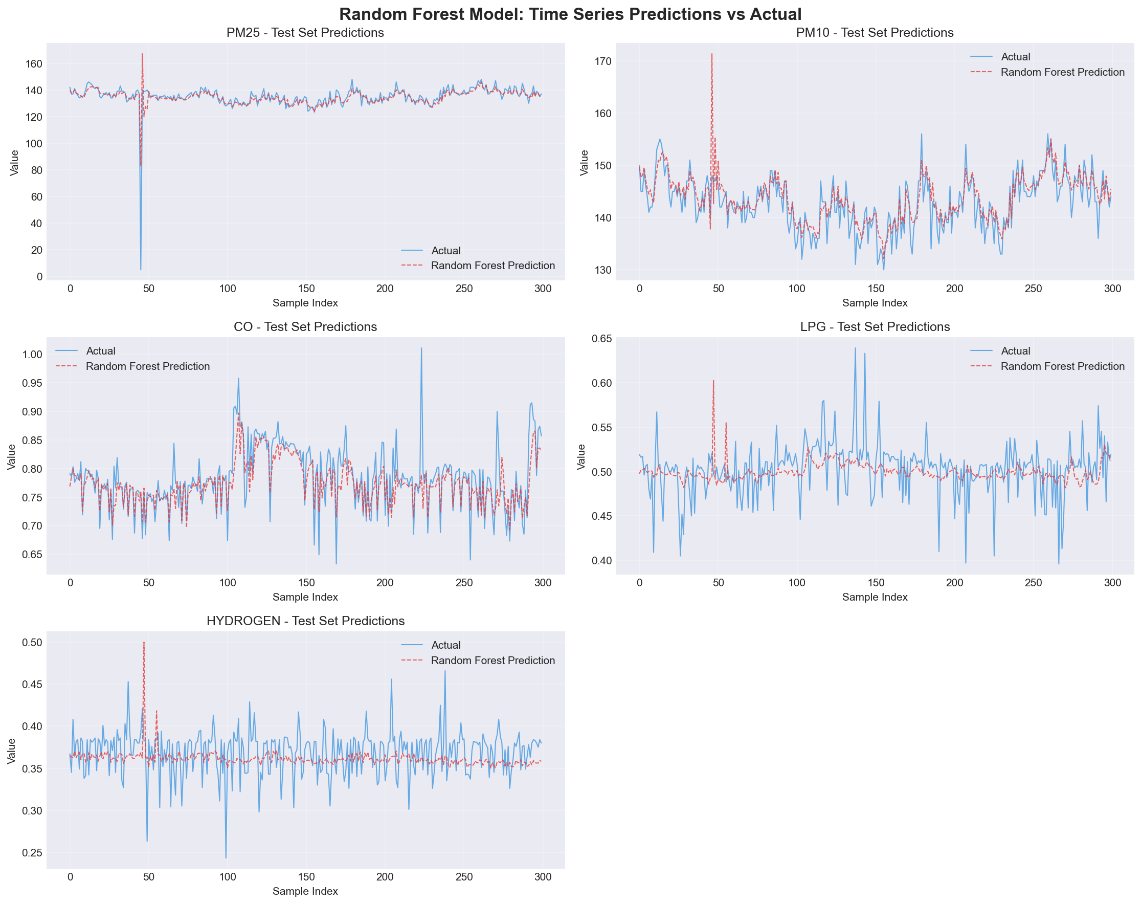 Random Forest Model: Time Series Predictions vs Actual
PM25 - Test Set Predictions
160
140
120
100
80
60
40
20
0
Value
Actual
Random Forest Prediction
0 50 100 150 200 250 300
Sample Index
PM10 - Test Set Predictions
170
160
150
140
130
Value
Actual
Random Forest Prediction
0 50 100 150 200 250 300
Sample Index
CO - Test Set Predictions
1.00
0.95
0.90
0.85
0.80
0.75
0.70
0.65
Value
Actual
Random Forest Prediction
0 50 100 150 200 250 300
Sample Index
LPG - Test Set Predictions
0.65
0.60
0.55
0.50
0.45
0.40
Value
Actual
Random Forest Prediction
0 50 100 150 200 250 300
Sample Index
HYDROGEN - Test Set Predictions
0.50
0.45
0.40
0.35
0.30
0.25
Value
Actual
Random Forest Prediction
0 50 100 150 200 250 300
Sample Index